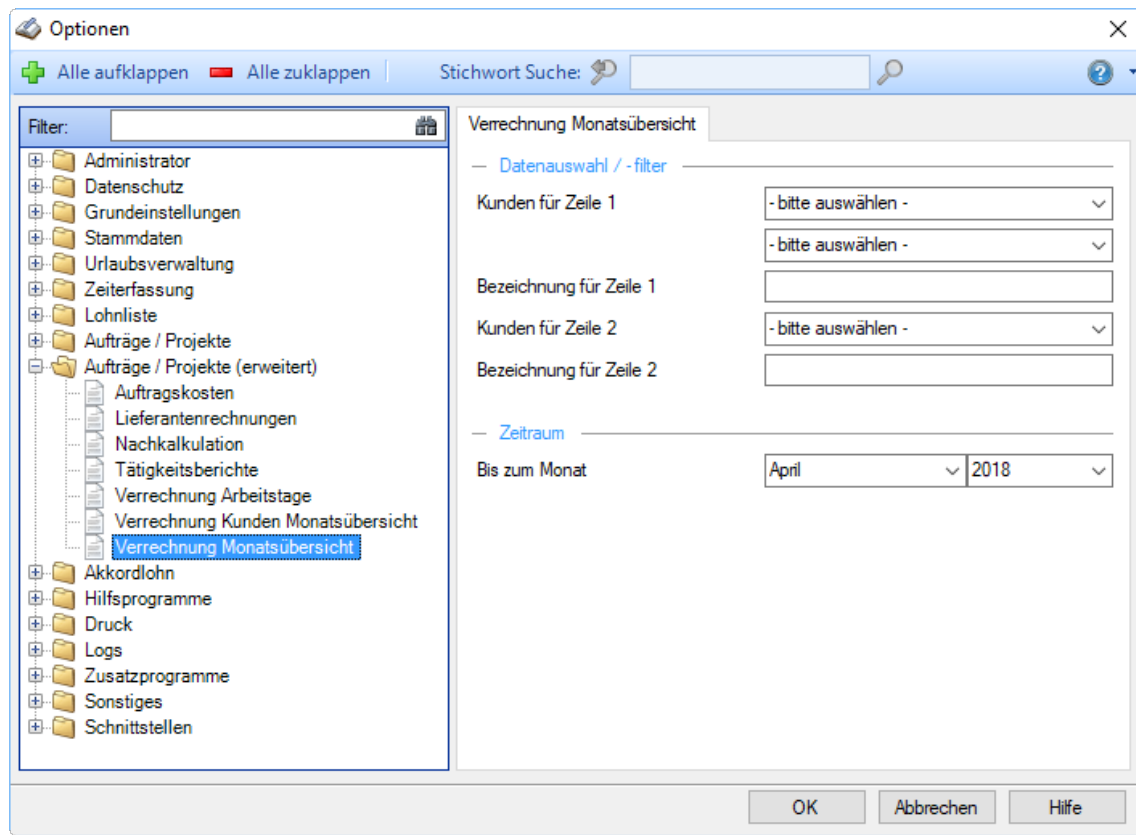 Optionen
Alle aufklappen Alle zuklappen Stichwort Suche:
Filter:
Administrator
Datenschutz
Grundeinstellungen
Stammdaten
Urlaubsverwaltung
Zeiterfassung
Lohnliste
Aufträge / Projekte
Aufträge / Projekte (erweitert)
Auftragskosten
Lieferantenrechnungen
Nachkalkulation
Tätigkeitsberichte
Verrechnung Arbeitstage
Verrechnung Kunden Monatsübersicht
Verrechnung Monatsübersicht
Akkordlohn
Hilfsprogramme
Druck
Logs
Zusatzprogramme
Sonstiges
Schnittstellen
Verrechnung Monatsübersicht
Datenauswahl / -filter
Kunden für Zeile 1 - bitte auswählen -
- bitte auswählen -
Bezeichnung für Zeile 1
Kunden für Zeile 2 - bitte auswählen -
Bezeichnung für Zeile 2
Zeitraum
Bis zum Monat April 2018
OK Abbrechen Hilfe